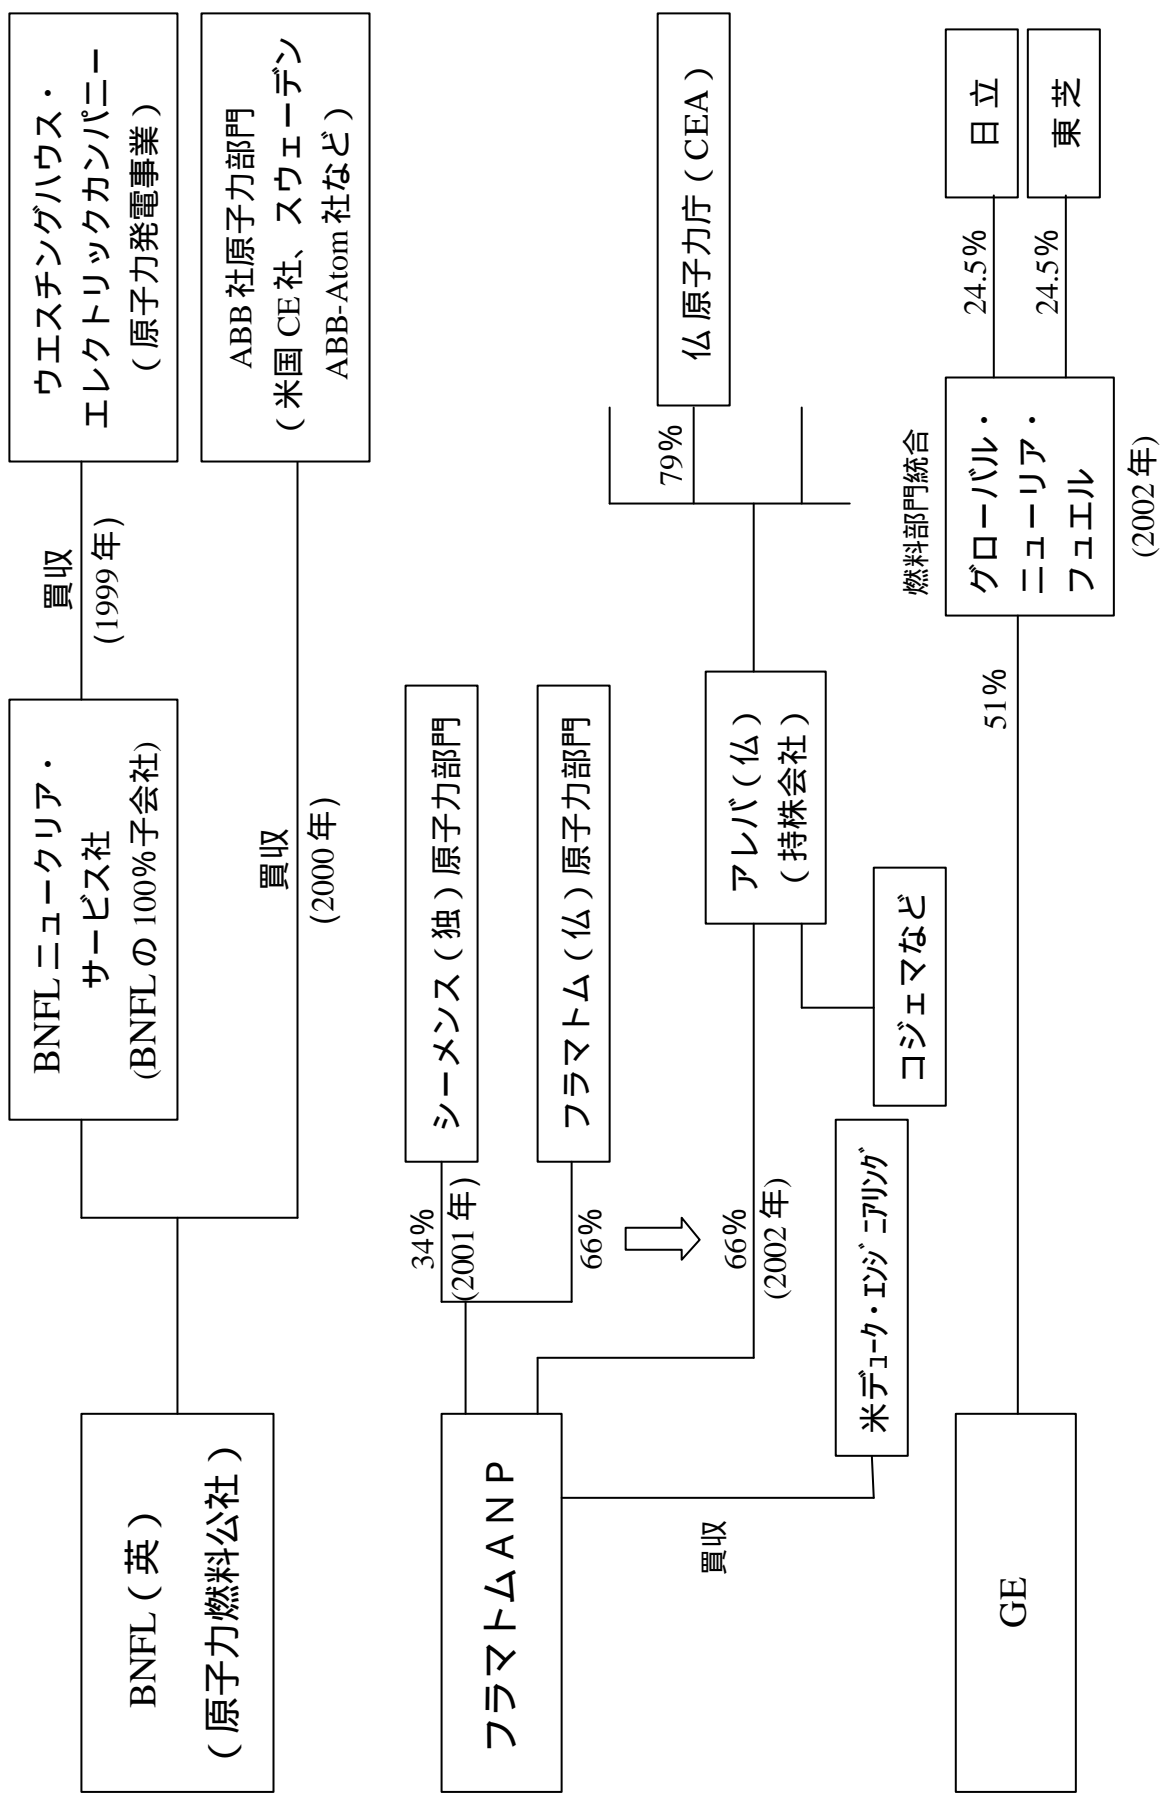 BNFL(英)
(原子力燃料公社)
BNFLニュークリア・
サービス社
(BNFLの100%子会社)
買収
(1999年)
ウエスチングハウス・
エレクトリックカンパニー
(原子力発電事業)
買収
(2000年)
ABB社原子力部門
(米国CE社、スウェーデン
ABB-Atom社など)
フラマトムANP
34%
(2001年)
シーメンス(独)原子力部門
66%
フラマトム(仏)原子力部門
66%
(2002年)
アレバ(仏)
(持株会社)
79%
仏原子力庁(CEA)
コジェマなど
買収
米デューク・エンジニアリング
GE
51%
燃料部門統合
グローバル・
ニューリア・
フュエル
(2002年)
24.5%
日立
24.5%
東芝